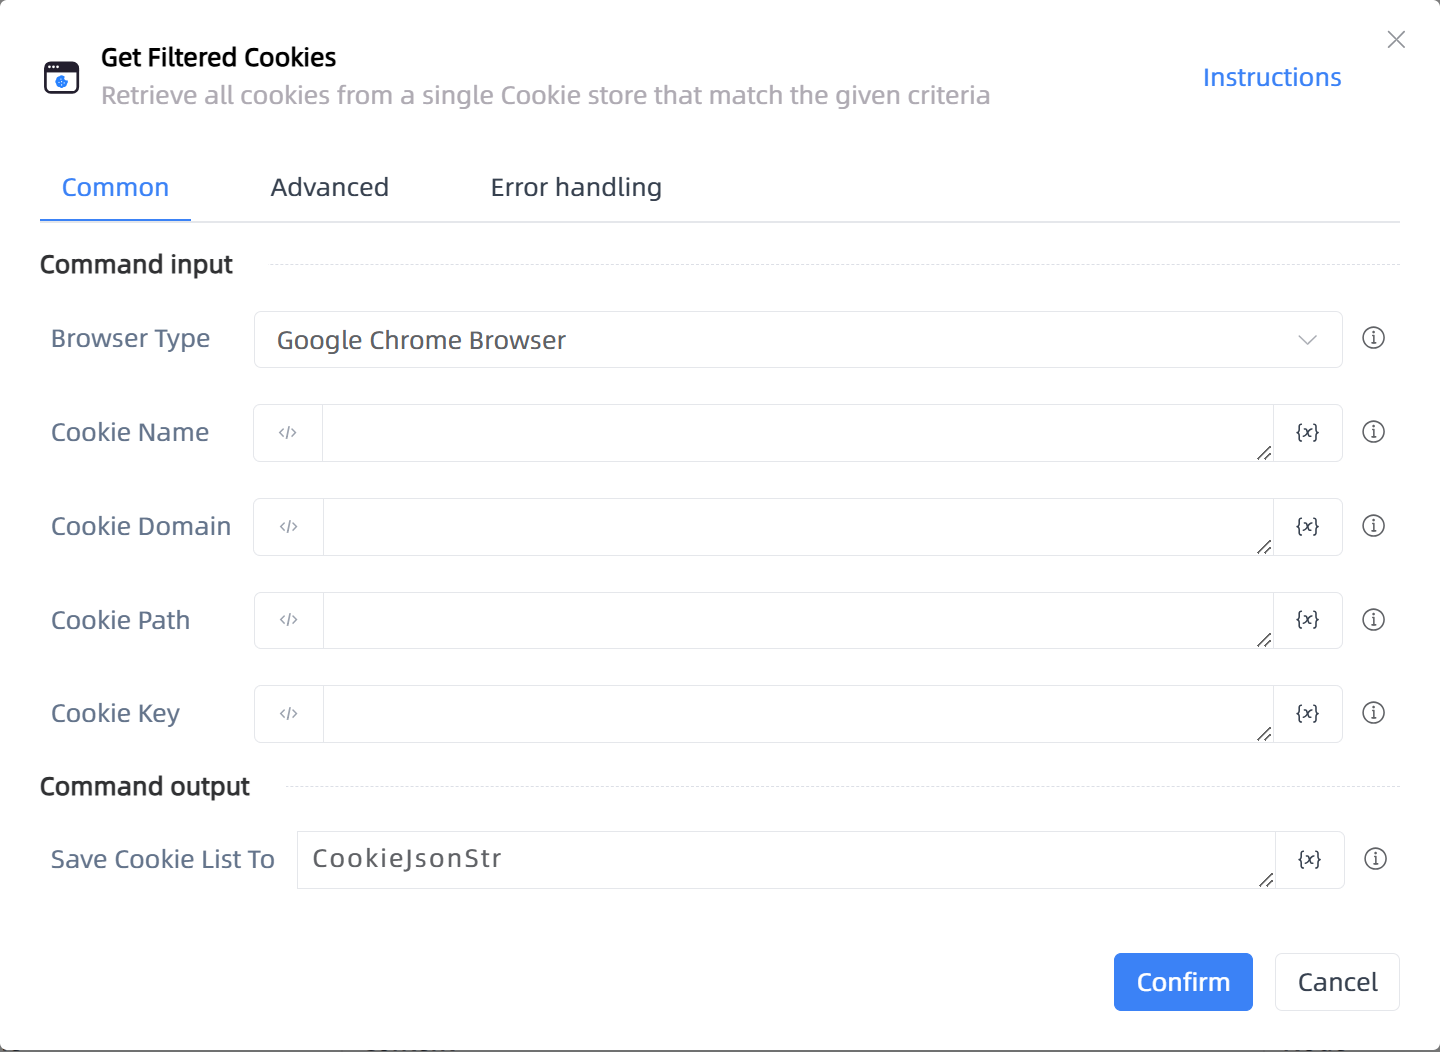 Get Filtered Cookies
Retrieve all cookies from a single Cookie store that match the given criteria
Instructions
Common Advanced Error handling
Command input
Browser Type Google Chrome Browser
Cookie Name </> {x}
Cookie Domain </> {x}
Cookie Path </> {x}
Cookie Key </> {x}
Command output
Save Cookie List To CookieJsonStr {x}
Confirm Cancel